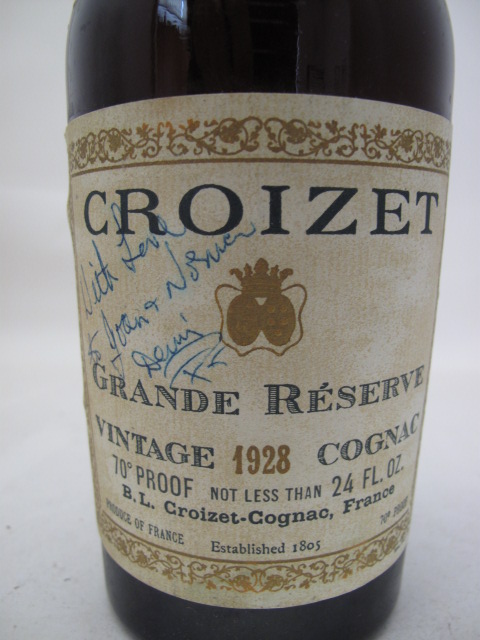 CROIZET
With Love
to Joan & Norman
GRANDE RÉSERVE
VINTAGE 1928 COGNAC
70° PROOF NOT LESS THAN 24 FL. OZ.
B. L. Croizet-Cognac, France
PRODUCE OF FRANCE 70° PROOF
Established 1805